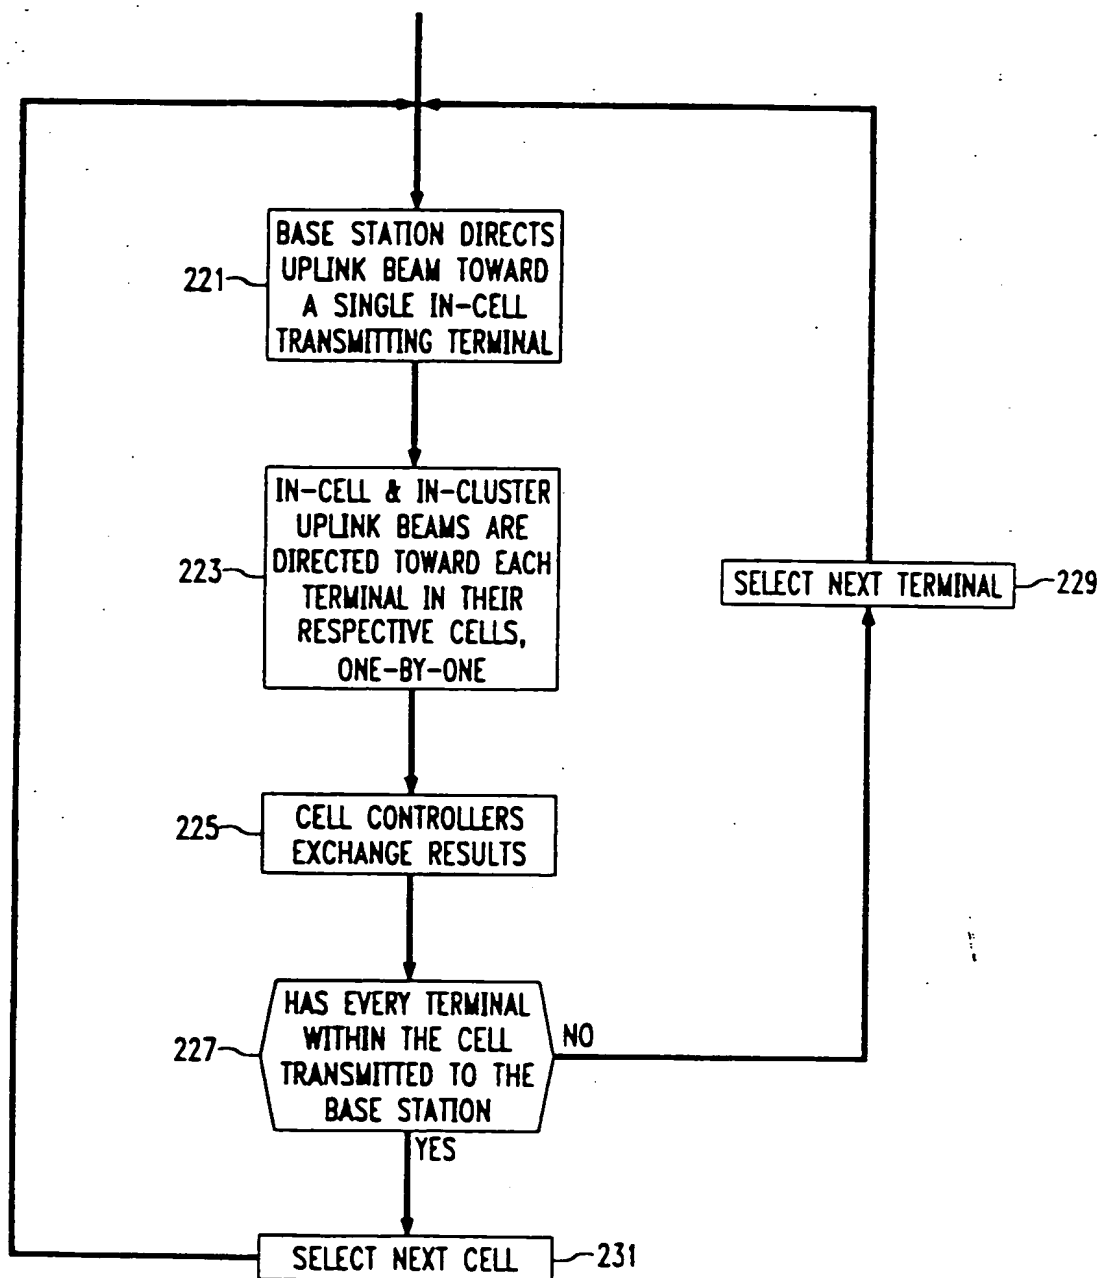 BASE STATION DIRECTS
UPLINK BEAM TOWARD
A SINGLE IN-CELL
TRANSMITTING TERMINAL
221
IN-CELL & IN-CLUSTER
UPLINK BEAMS ARE
DIRECTED TOWARD EACH
TERMINAL IN THEIR
RESPECTIVE CELLS,
ONE-BY-ONE
223
SELECT NEXT TERMINAL
229
CELL CONTROLLERS
EXCHANGE RESULTS
225
HAS EVERY TERMINAL
WITHIN THE CELL
TRANSMITTED TO THE
BASE STATION
227
NO
YES
SELECT NEXT CELL
231